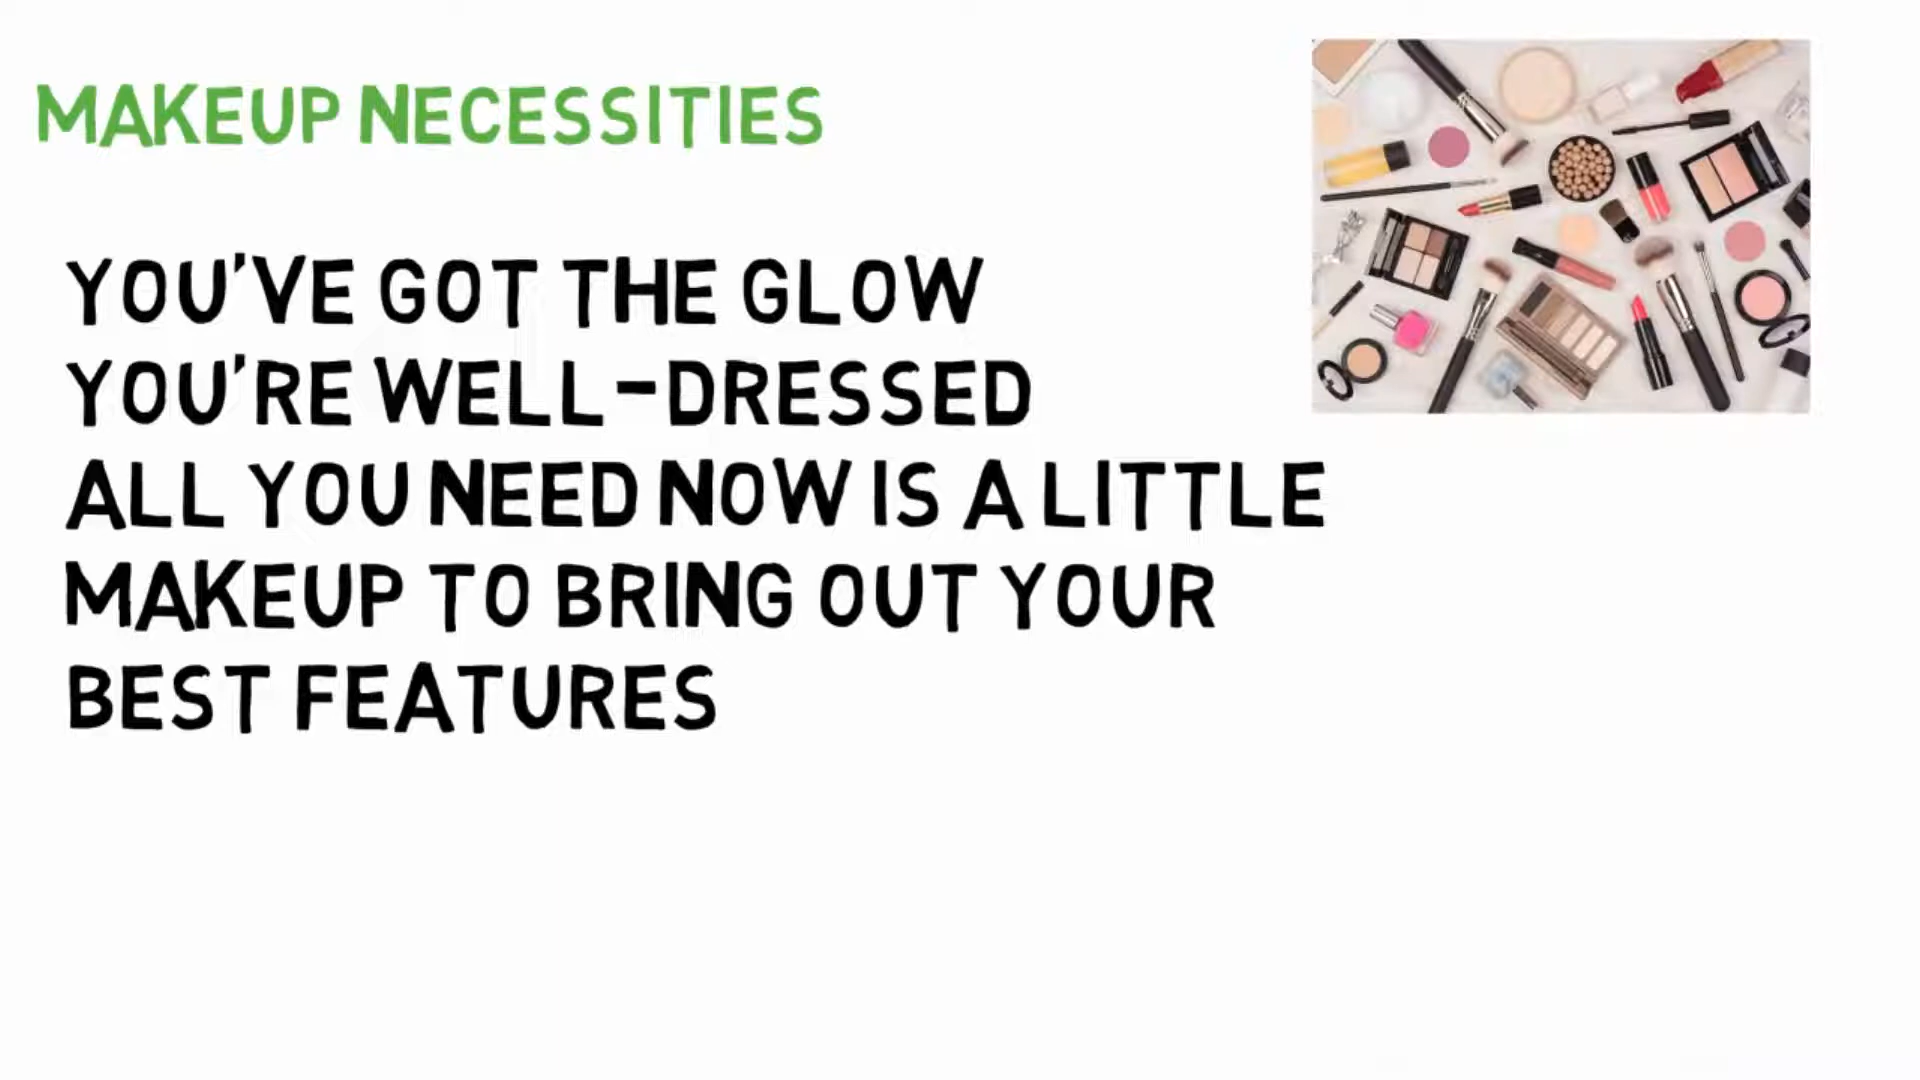 MAKEUP NECESSITIES
YOU'VE GOT THE GLOW
YOU'RE WELL-DRESSED
ALL YOU NEED NOW IS A LITTLE
MAKEUP TO BRING OUT YOUR
BEST FEATURES